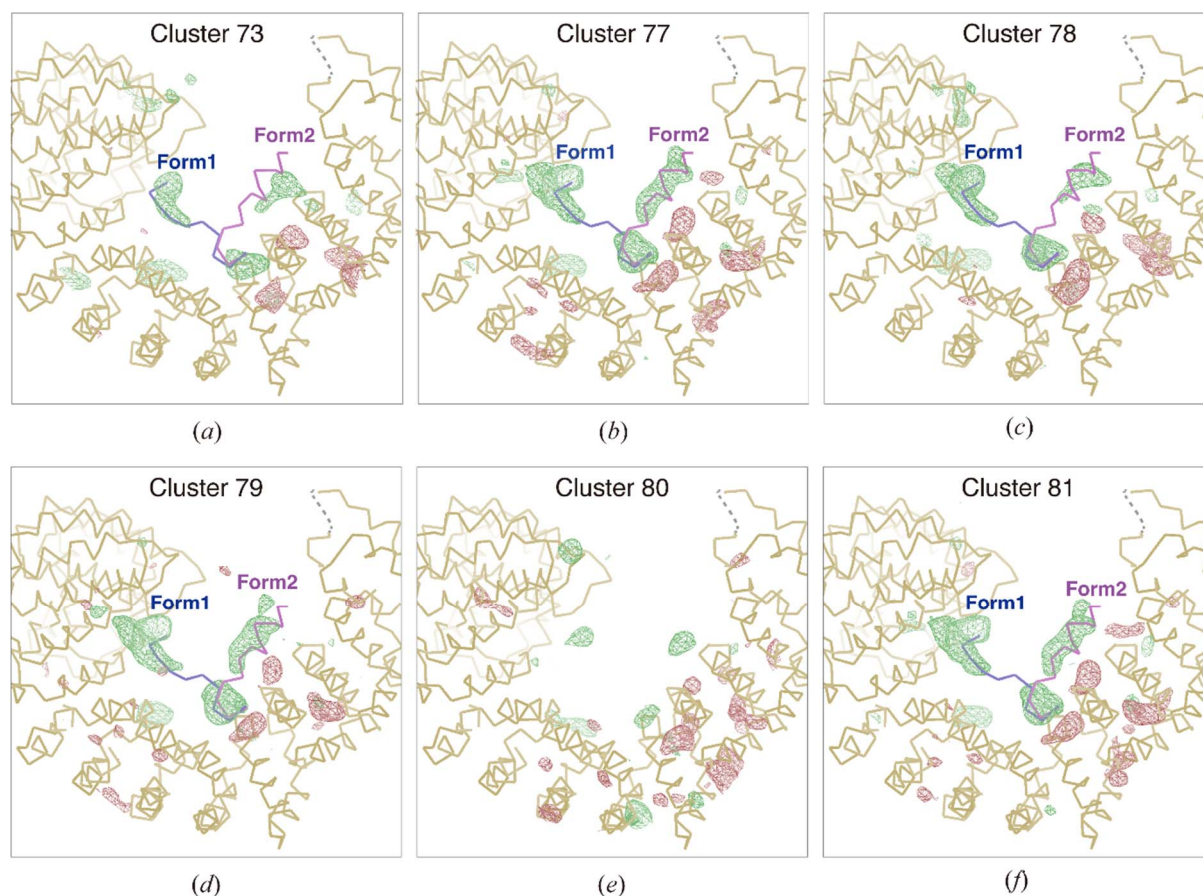 Cluster 73
Form1
Form2
(a)
Cluster 77
Form1
Form2
(b)
Cluster 78
Form1
Form2
(c)
Cluster 79
Form1
Form2
(d)
Cluster 80
(e)
Cluster 81
Form1
Form2
(f)